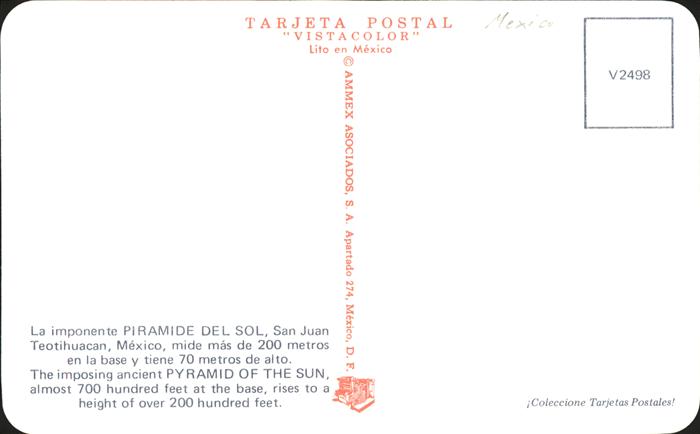 TARJETA POSTAL
"VISTACOLOR"
Lito en México
Mexico
V2498
© AMMEX ASOCIADOS, S. A. Apartado 274, México, D. F.
La imponente PIRAMIDE DEL SOL, San Juan
Teotihuacan, México, mide más de 200 metros
en la base y tiene 70 metros de alto.
The imposing ancient PYRAMID OF THE SUN,
almost 700 hundred feet at the base, rises to a
height of over 200 hundred feet.
¡Coleccione Tarjetas Postales!